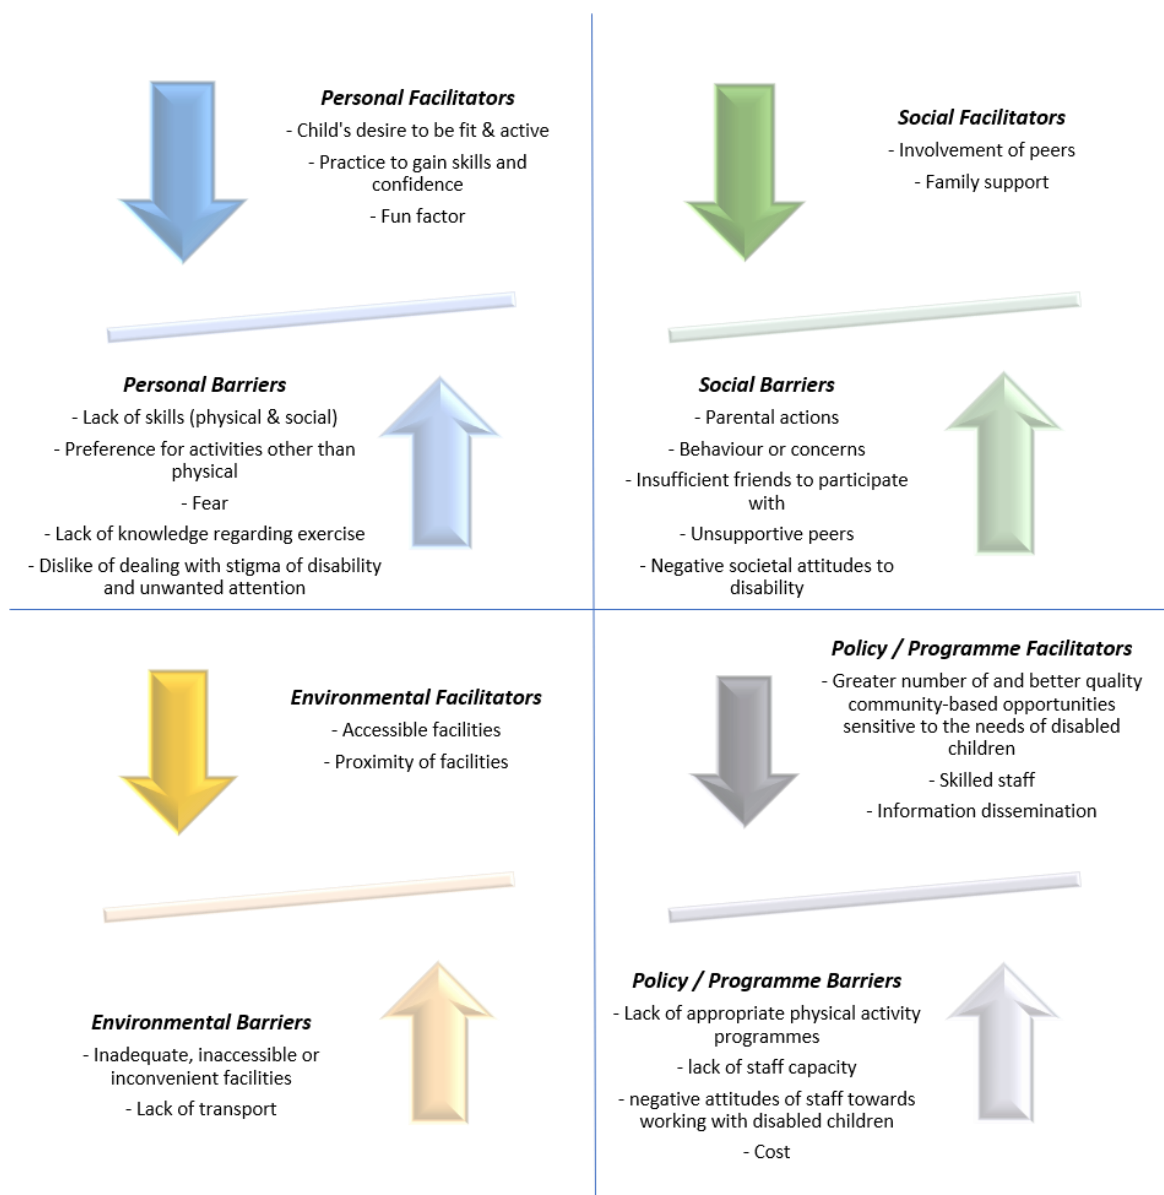 Personal Facilitators
- Child's desire to be fit & active
- Practice to gain skills and
confidence
- Fun factor
Personal Barriers
- Lack of skills (physical & social)
- Preference for activities other than
physical
- Fear
- Lack of knowledge regarding exercise
- Dislike of dealing with stigma of disability
and unwanted attention
Social Facilitators
- Involvement of peers
- Family support
Social Barriers
- Parental actions
- Behaviour or concerns
- Insufficient friends to participate
with
- Unsupportive peers
- Negative societal attitudes to
disability
Environmental Facilitators
- Accessible facilities
- Proximity of facilities
Environmental Barriers
- Inadequate, inaccessible or
inconvenient facilities
- Lack of transport
Policy / Programme Facilitators
- Greater number of and better quality
community-based opportunities
sensitive to the needs of disabled
children
- Skilled staff
- Information dissemination
Policy / Programme Barriers
- Lack of appropriate physical activity
programmes
- lack of staff capacity
- negative attitudes of staff towards
working with disabled children
- Cost